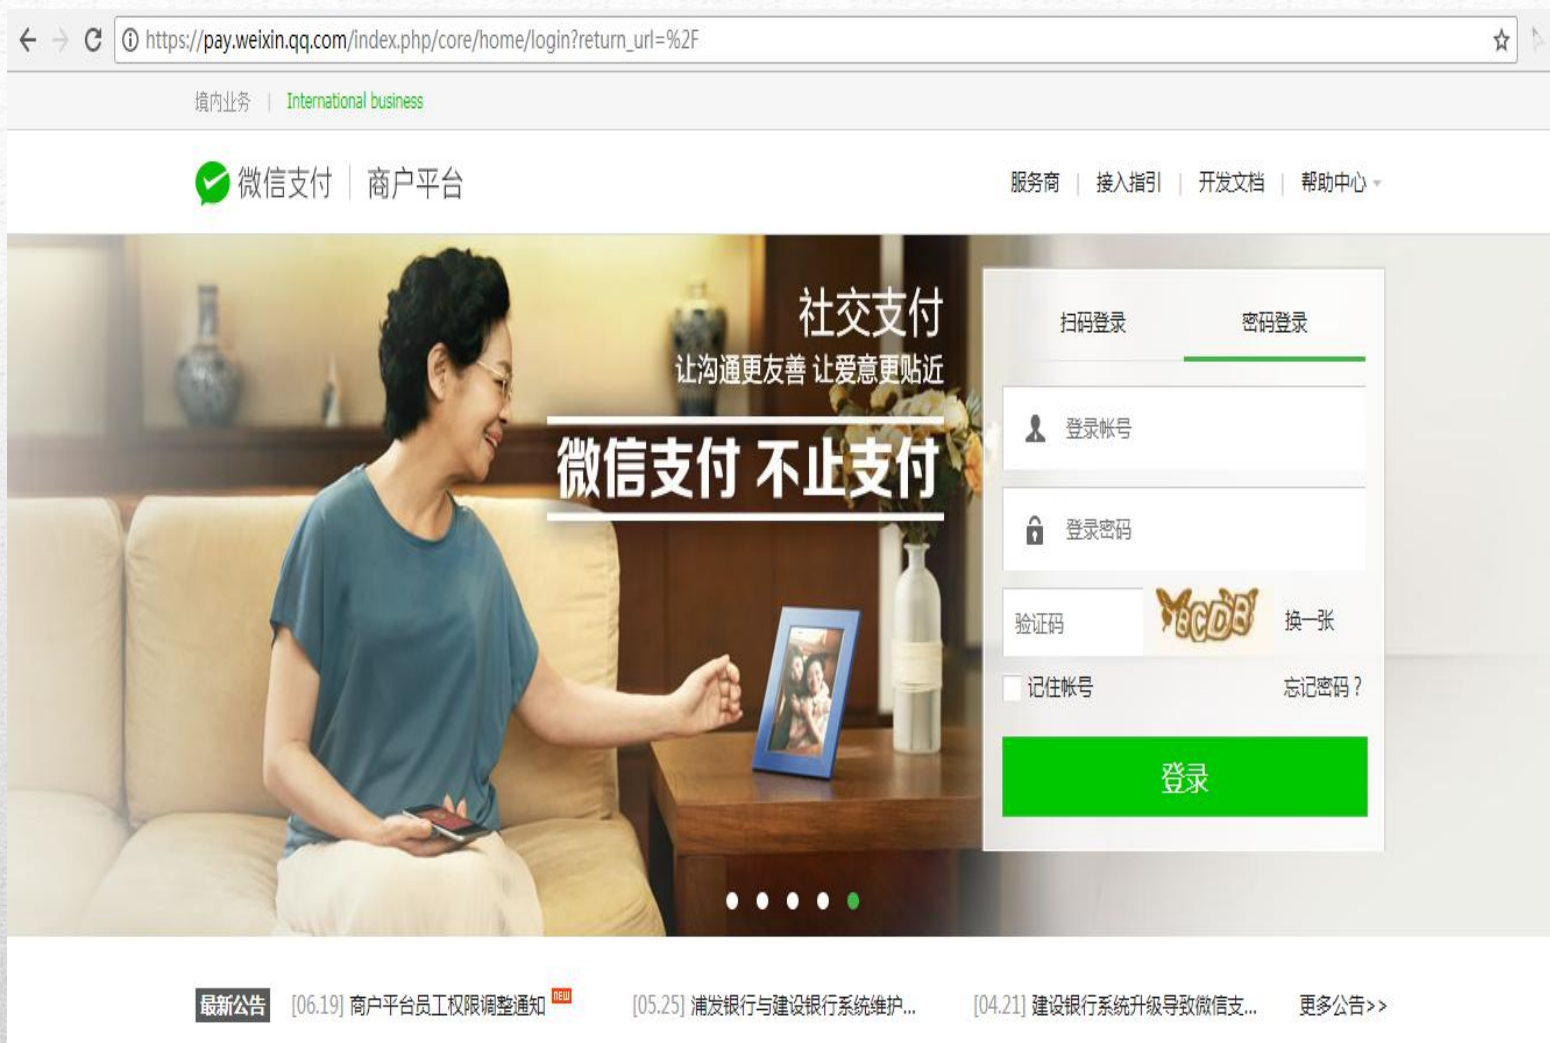 https://pay.weixin.qq.com/index.php/core/home/login?return_url=%2F
境内业务 | International business
微信支付 | 商户平台
服务商 | 接入指引 | 开发文档 | 帮助中心
社交支付
让沟通更友善 让爱意更贴近
微信支付 不止支付
扫码登录 密码登录
登录帐号
登录密码
验证码 换一张
记住帐号 忘记密码？
登录
最新公告 [06.19] 商户平台员工权限调整通知 NEW [05.25] 浦发银行与建设银行系统维护... [04.21] 建设银行系统升级导致微信支... 更多公告>>